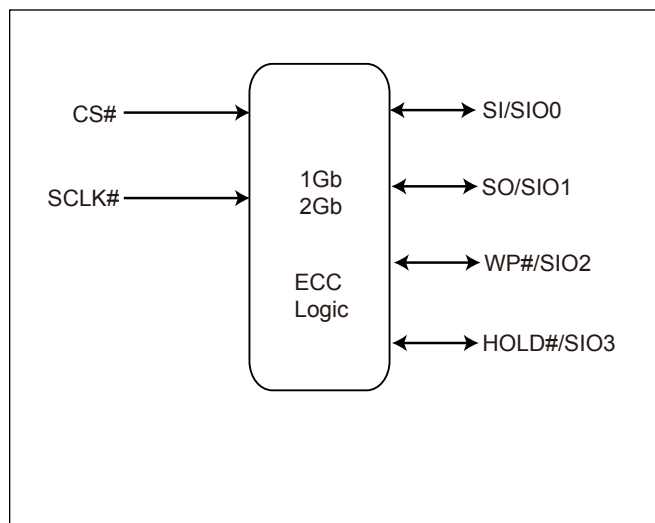 CS#
SCLK#
1Gb
2Gb
ECC
Logic
SI/SIO0
SO/SIO1
WP#/SIO2
HOLD#/SIO3